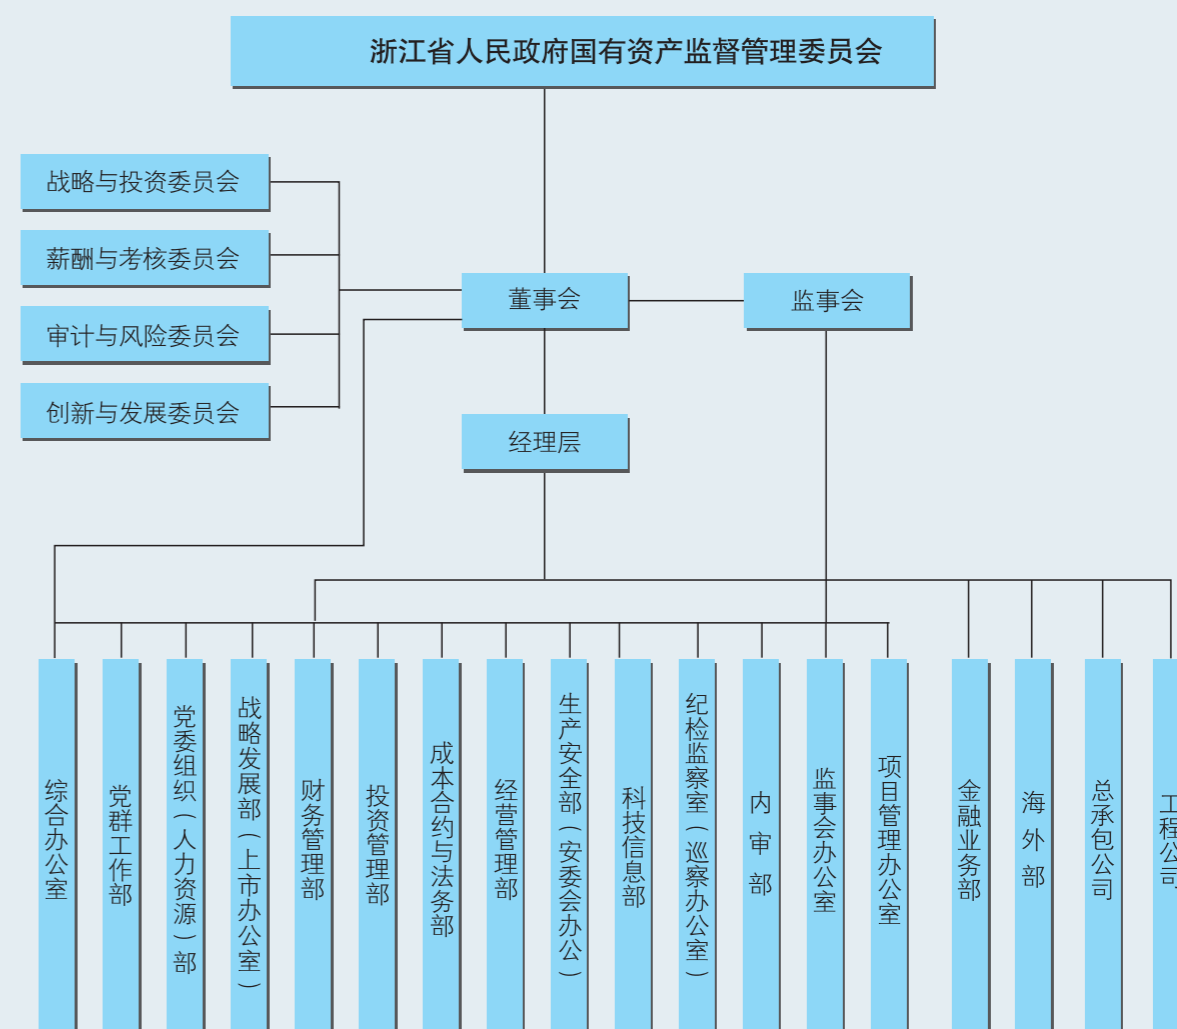 浙江省人民政府国有资产监督管理委员会
战略与投资委员会
薪酬与考核委员会
审计与风险委员会
创新与发展委员会
董事会
监事会
经理层
综合办公室
党群工作部
党委组织（人力资源）部
战略发展部（上市办公室）
财务管理部
投资管理部
成本合约与法务部
经营管理部
生产安全部（安委会办公）
科技信息部
纪检监察室（巡察办公室）
内审部
监事会办公室
项目管理办公室
金融业务部
海外部
总承包公司
工程公司